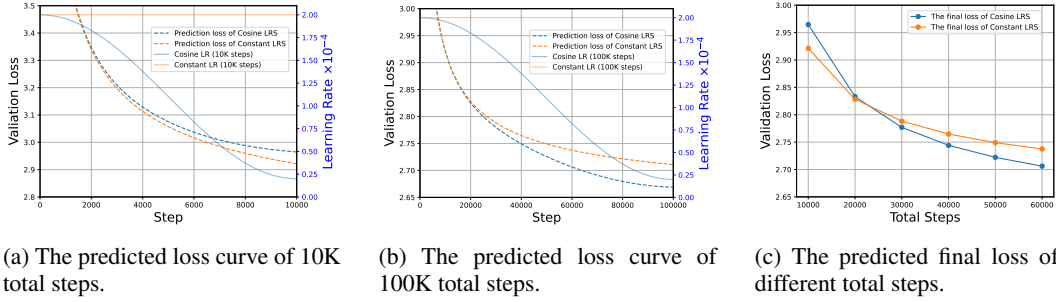 3.5
3.4
3.3
3.2
3.1
3.0
2.9
2.8
Valiation Loss
0
2000
4000
6000
8000
10000
Step
2.00
1.75
1.50
1.25
1.00
0.75
0.50
0.25
0.00
Learning Rate ×10⁻⁴
Prediction loss of Cosine LRS
Prediction loss of Constant LRS
Cosine LR (10K steps)
Constant LR (10K steps)
3.00
2.95
2.90
2.85
2.80
2.75
2.70
2.65
Valiation Loss
0
20000
40000
60000
80000
100000
Step
2.00
1.75
1.50
1.25
1.00
0.75
0.50
0.25
0.00
Learning Rate ×10⁻⁴
Prediction loss of Cosine LRS
Prediction loss of Constant LRS
Cosine LR (100K steps)
Constant LR (100K steps)
3.00
2.95
2.90
2.85
2.80
2.75
2.70
2.65
Validation Loss
10000
20000
30000
40000
50000
60000
Total Steps
The final loss of Cosine LRS
The final loss of Constant LRS
(a) The predicted loss curve of 10K
total steps.
(b) The predicted loss curve of
100K total steps.
(c) The predicted final loss of
different total steps.